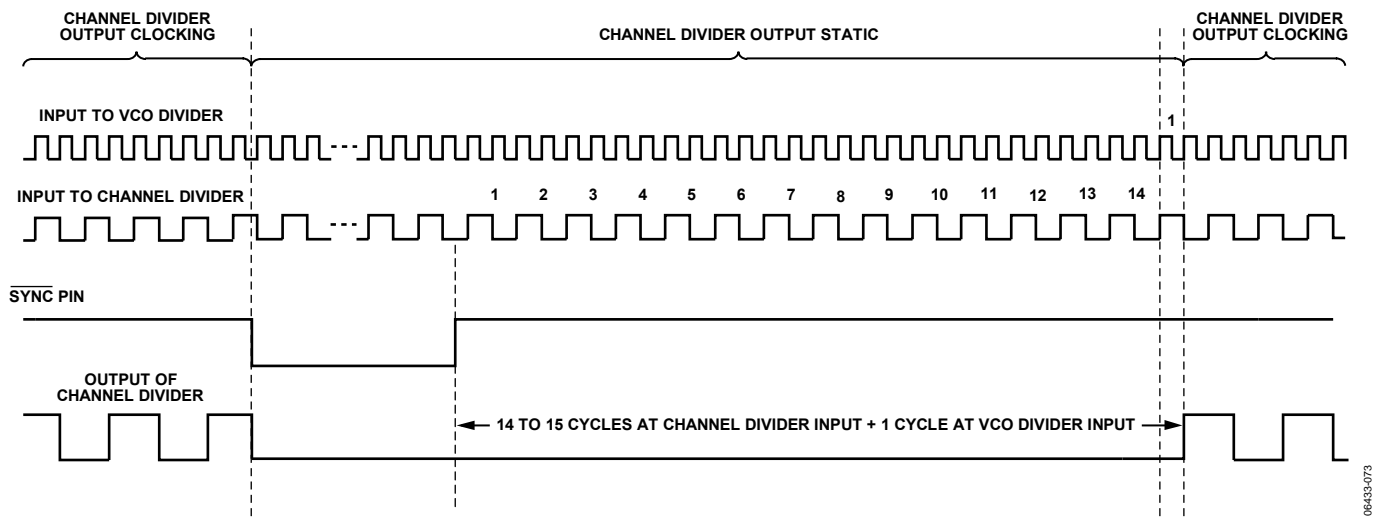 CHANNEL DIVIDER
OUTPUT CLOCKING
CHANNEL DIVIDER OUTPUT STATIC
CHANNEL DIVIDER
OUTPUT CLOCKING
INPUT TO VCO DIVIDER
1
INPUT TO CHANNEL DIVIDER
1 2 3 4 5 6 7 8 9 10 11 12 13 14
SYNC PIN
OUTPUT OF
CHANNEL DIVIDER
14 TO 15 CYCLES AT CHANNEL DIVIDER INPUT + 1 CYCLE AT VCO DIVIDER INPUT
06433-073